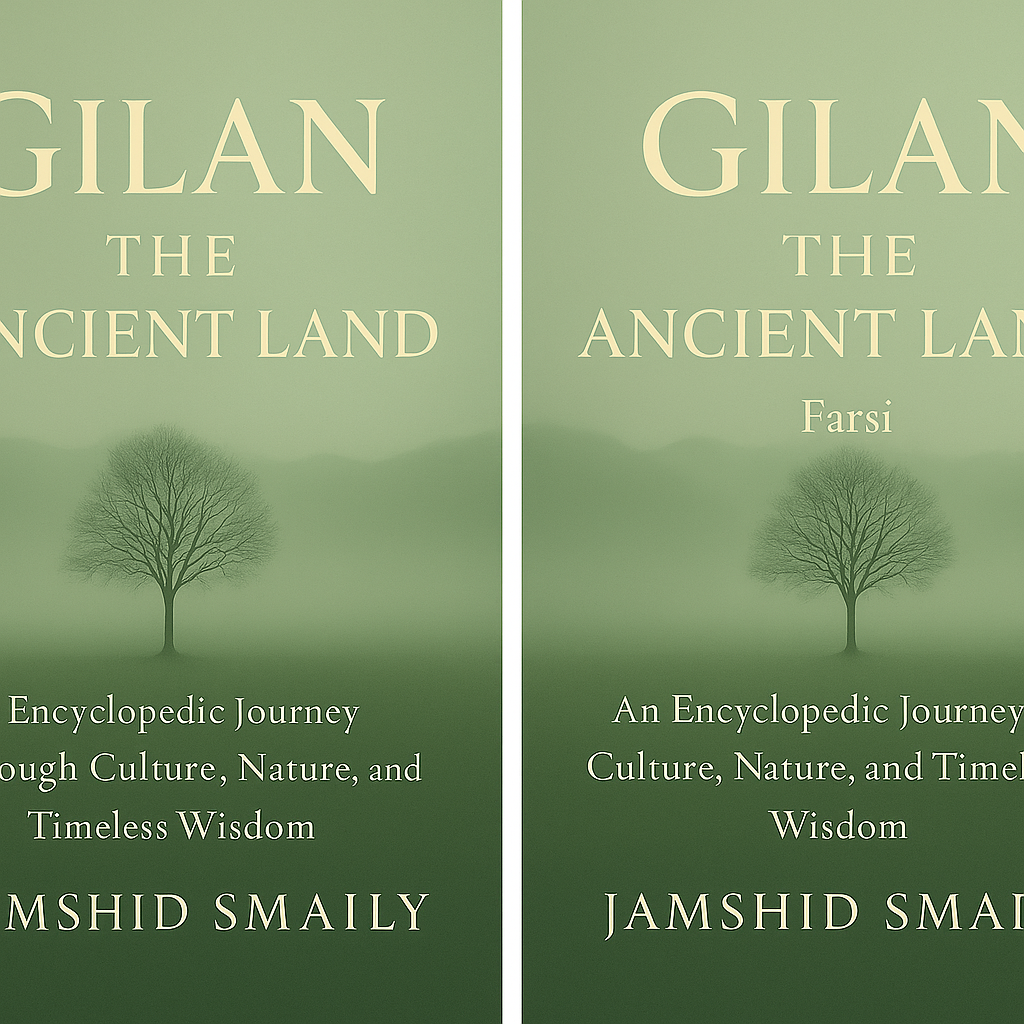 GILAN
THE
NCIENT LAND
Encyclopedic Journey
ough Culture, Nature, and
Timeless Wisdom
MSHID SMAILY
GILAN
THE
ANCIENT LAN
Farsi
An Encyclopedic Journey
Culture, Nature, and Timel
Wisdom
JAMSHID SMAI